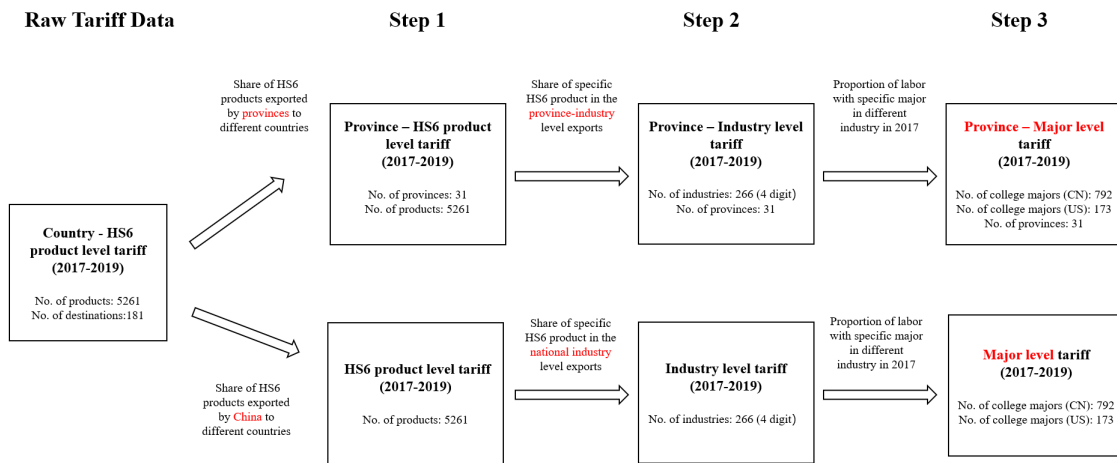 Raw Tariff Data
Step 1
Step 2
Step 3
Country - HS6
product level tariff
(2017-2019)
No. of products: 5261
No. of destinations:181
Share of HS6
products exported
by provinces to
different countries
Province – HS6 product
level tariff
(2017-2019)
No. of provinces: 31
No. of products: 5261
Share of specific
HS6 product in the
province-industry
level exports
Province – Industry level
tariff
(2017-2019)
No. of industries: 266 (4 digit)
No. of provinces: 31
Proportion of labor
with specific major
in different
industry in 2017
Province – Major level
tariff
(2017-2019)
No. of college majors (CN): 792
No. of college majors (US): 173
No. of provinces: 31
Share of HS6
products exported
by China to
different countries
HS6 product level tariff
(2017-2019)
No. of products: 5261
Share of specific
HS6 product in the
national industry
level exports
Industry level tariff
(2017-2019)
No. of industries: 266 (4 digit)
Proportion of labor
with specific major
in different
industry in 2017
Major level tariff
(2017-2019)
No. of college majors (CN): 792
No. of college majors (US): 173